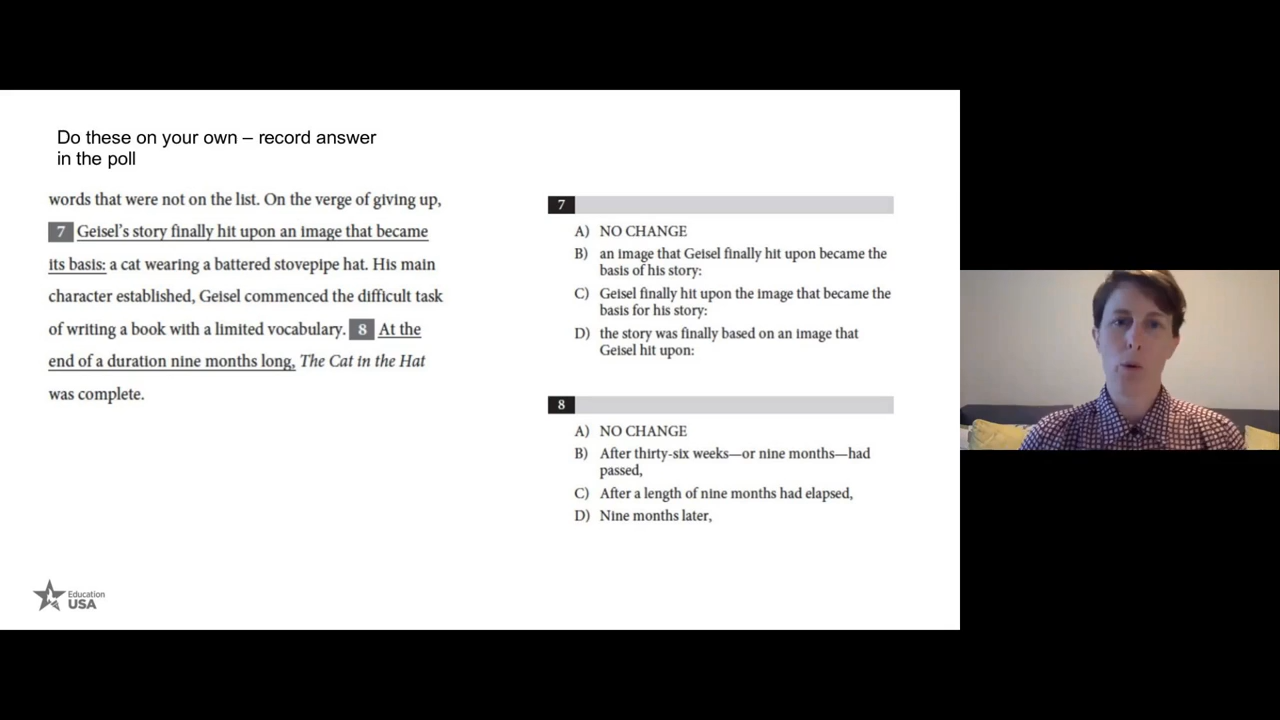 Do these on your own – record answer
in the poll
words that were not on the list. On the verge of giving up,
7 Geisel's story finally hit upon an image that became
its basis: a cat wearing a battered stovepipe hat. His main
character established, Geisel commenced the difficult task
of writing a book with a limited vocabulary. 8 At the
end of a duration nine months long, The Cat in the Hat
was complete.
7
A) NO CHANGE
B) an image that Geisel finally hit upon became the
basis of his story:
C) Geisel finally hit upon the image that became the
basis for his story:
D) the story was finally based on an image that
Geisel hit upon:
8
A) NO CHANGE
B) After thirty-six weeks—or nine months—had
passed,
C) After a length of nine months had elapsed,
D) Nine months later,
Education
USA